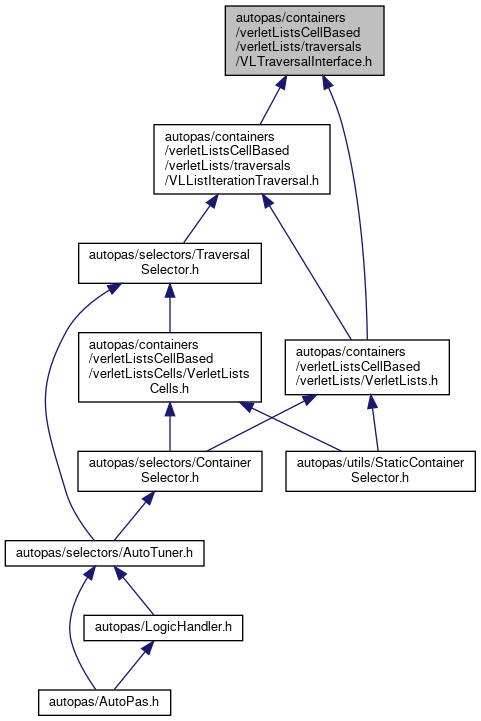 autopas/containers
/verletListsCellBased
/verletLists/traversals
/VLTraversalInterface.h
autopas/containers
/verletListsCellBased
/verletLists/traversals
/VLListIterationTraversal.h
autopas/selectors/Traversal
Selector.h
autopas/containers
/verletListsCellBased
/verletListsCells/VerletLists
Cells.h
autopas/containers
/verletListsCellBased
/verletLists/VerletLists.h
autopas/selectors/Container
Selector.h
autopas/utils/StaticContainer
Selector.h
autopas/selectors/AutoTuner.h
autopas/LogicHandler.h
autopas/AutoPas.h